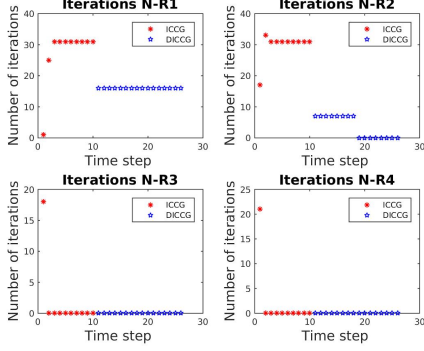 Iterations N-R1
Number of iterations
40
30
20
10
0
ICCG
DICCG
0 10 20 30
Time step
Iterations N-R2
Number of iterations
40
30
20
10
0
ICCG
DICCG
0 10 20 30
Time step
Iterations N-R3
Number of iterations
20
15
10
5
0
ICCG
DICCG
0 10 20 30
Time step
Iterations N-R4
Number of iterations
25
20
15
10
5
0
ICCG
DICCG
0 10 20 30
Time step